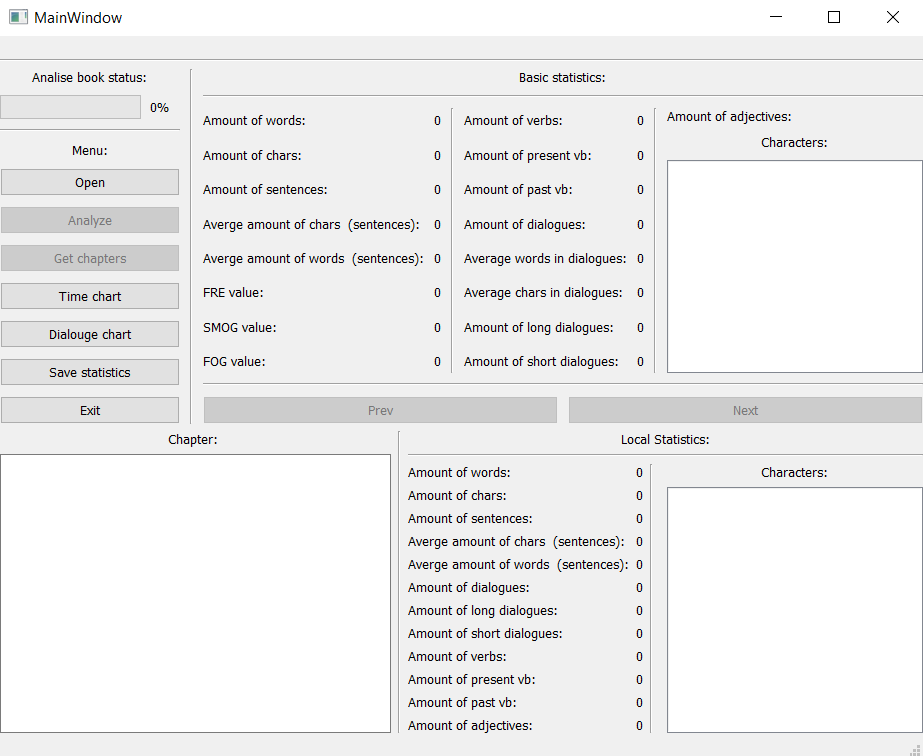 MainWindow
Analise book status:
0%
Menu:
Open
Analyze
Get chapters
Time chart
Dialouge chart
Save statistics
Exit
Basic statistics:
Amount of words: 0
Amount of chars: 0
Amount of sentences: 0
Averge amount of chars (sentences): 0
Averge amount of words (sentences): 0
FRE value: 0
SMOG value: 0
FOG value: 0
Amount of verbs: 0
Amount of present vb: 0
Amount of past vb: 0
Amount of dialogues: 0
Average words in dialogues: 0
Average chars in dialogues: 0
Amount of long dialogues: 0
Amount of short dialogues: 0
Amount of adjectives:
Characters:
Prev
Next
Chapter:
Local Statistics:
Amount of words: 0
Amount of chars: 0
Amount of sentences: 0
Averge amount of chars (sentences): 0
Averge amount of words (sentences): 0
Amount of dialogues: 0
Amount of long dialogues: 0
Amount of short dialogues: 0
Amount of verbs: 0
Amount of present vb: 0
Amount of past vb: 0
Amount of adjectives: 0
Characters: